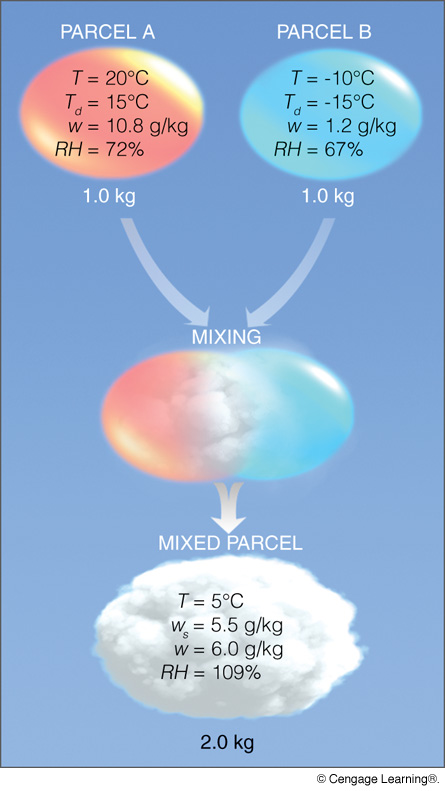 PARCEL A
T = 20°C
Td = 15°C
w = 10.8 g/kg
RH = 72%
1.0 kg
PARCEL B
T = -10°C
Td = -15°C
w = 1.2 g/kg
RH = 67%
1.0 kg
MIXING
MIXED PARCEL
T = 5°C
ws = 5.5 g/kg
w = 6.0 g/kg
RH = 109%
2.0 kg
© Cengage Learning®.